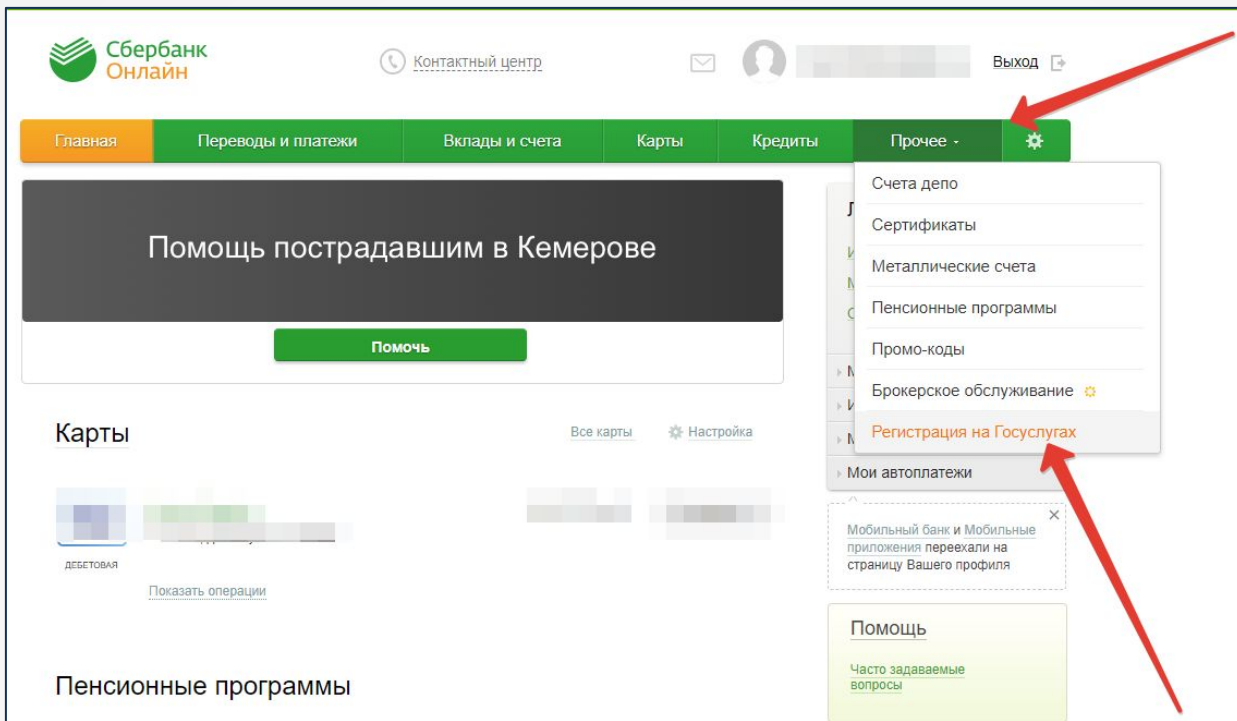 Сбербанк
Онлайн
Контактный центр
Выход
Главная
Переводы и платежи
Вклады и счета
Карты
Кредиты
Прочее
Счета депо
Сертификаты
Металлические счета
Пенсионные программы
Промо-коды
Брокерское обслуживание
Регистрация на Госуслугах
Помощь пострадавшим в Кемерове
Помочь
Карты
Все карты
Настройка
ДЕБЕТОВАЯ
Показать операции
Пенсионные программы
Мои автоплатежи
Мобильный банк и Мобильные
приложения переехали на
страницу Вашего профиля
Помощь
Часто задаваемые
вопросы